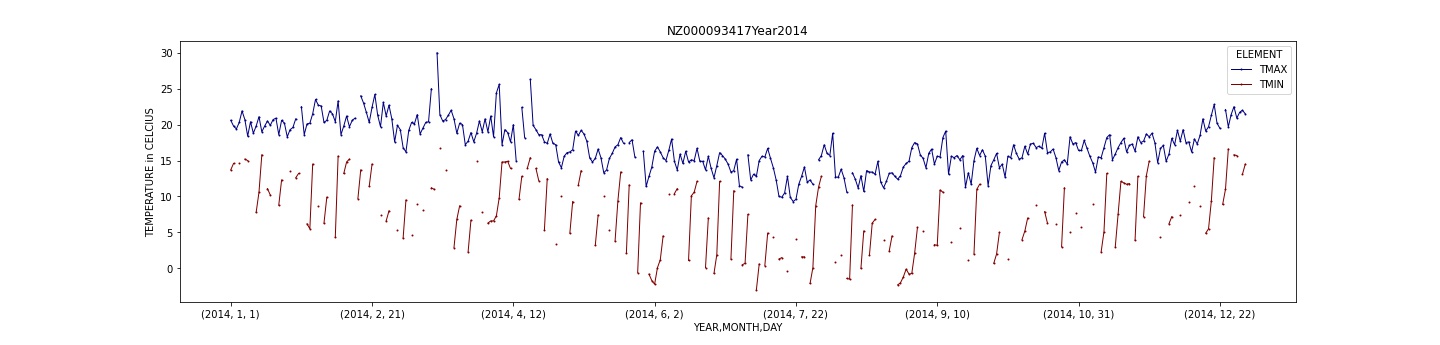 NZ000093417Year2014
ELEMENT
TMAX
TMIN
TEMPERATURE in CELCIUS
30
25
20
15
10
5
0
(2014, 1, 1)
(2014, 2, 21)
(2014, 4, 12)
(2014, 6, 2)
(2014, 7, 22)
(2014, 9, 10)
(2014, 10, 31)
(2014, 12, 22)
YEAR,MONTH,DAY